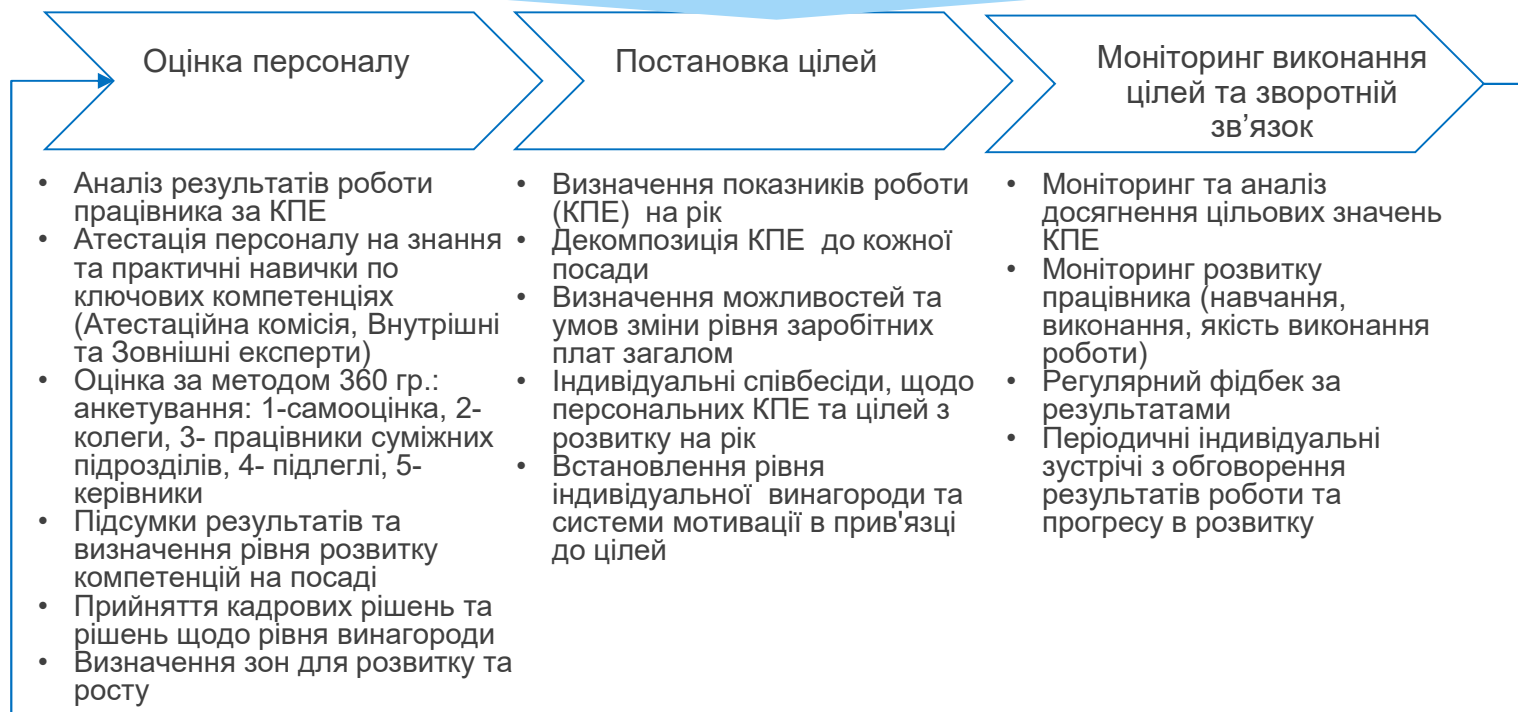 Оцінка персоналу
Постановка цілей
Моніторинг виконання
цілей та зворотній
зв’язок
• Аналіз результатів роботи
працівника за КПЕ
• Атестація персоналу на знання
та практичні навички по
ключових компетенціях
(Атестаційна комісія, Внутрішні
та Зовнішні експерти)
• Оцінка за методом 360 гр.:
анкетування: 1-самооцінка, 2-
колеги, 3- працівники суміжних
підрозділів, 4- підлеглі, 5-
керівники
• Підсумки результатів та
визначення рівня розвитку
компетенцій на посаді
• Прийняття кадрових рішень та
рішень щодо рівня винагороди
• Визначення зон для розвитку та
росту
• Визначення показників роботи
(КПЕ) на рік
• Декомпозиція КПЕ до кожної
посади
• Визначення можливостей та
умов зміни рівня заробітних
плат загалом
• Індивідуальні співбесіди, щодо
персональних КПЕ та цілей з
розвитку на рік
• Встановлення рівня
індивідуальної винагороди та
системи мотивації в прив'язці
до цілей
• Моніторинг та аналіз
досягнення цільових значень
КПЕ
• Моніторинг розвитку
працівника (навчання,
виконання, якість виконання
роботи)
• Регулярний фідбек за
результатами
• Періодичні індивідуальні
зустрічі з обговорення
результатів роботи та
прогресу в розвитку